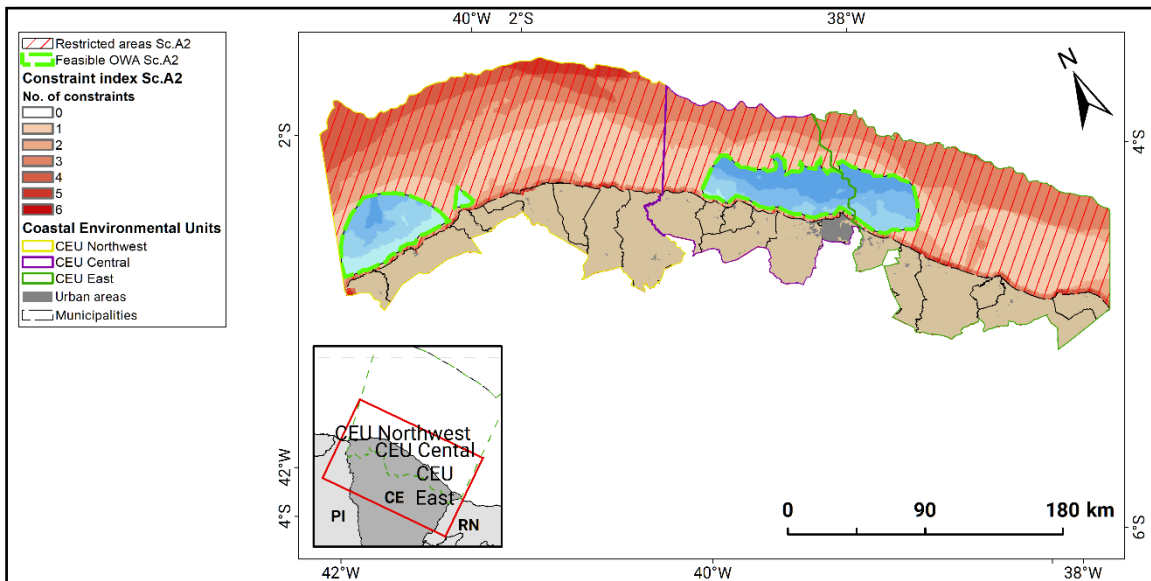 40°W 2°S 38°W
Restricted areas Sc.A2
Feasible OWA Sc.A2
Constraint index Sc.A2
No. of constraints
0
1
2
3
4
5
6
Coastal Environmental Units
CEU Northwest
CEU Central
CEU East
Urban areas
Municipalities
N
2°S
4°S
CEU Northwest
CEU Cental
CEU
East
CE
PI
RN
42°W
4°S
0 90 180 km
6°S
42°W 40°W 38°W